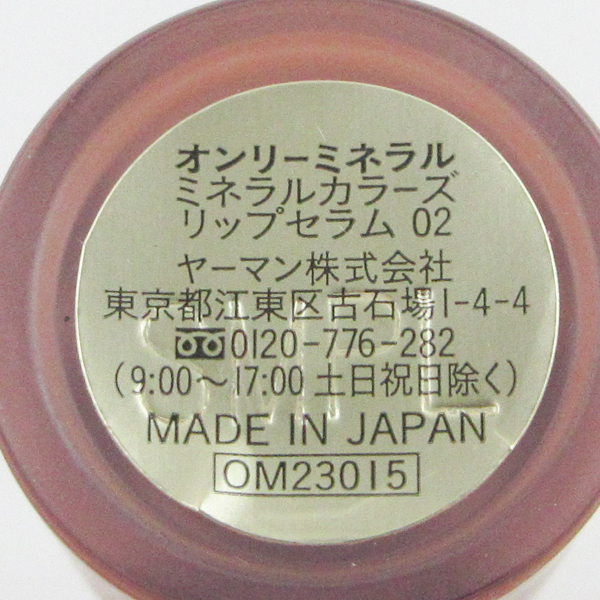 オンリーミネラル
ミネラルカラーズ
リップセラム 02
ヤーマン株式会社
東京都江東区古石場1-4-4
0120-776-282
(9:00～17:00 土日祝日除く)
MADE IN JAPAN
OM23015